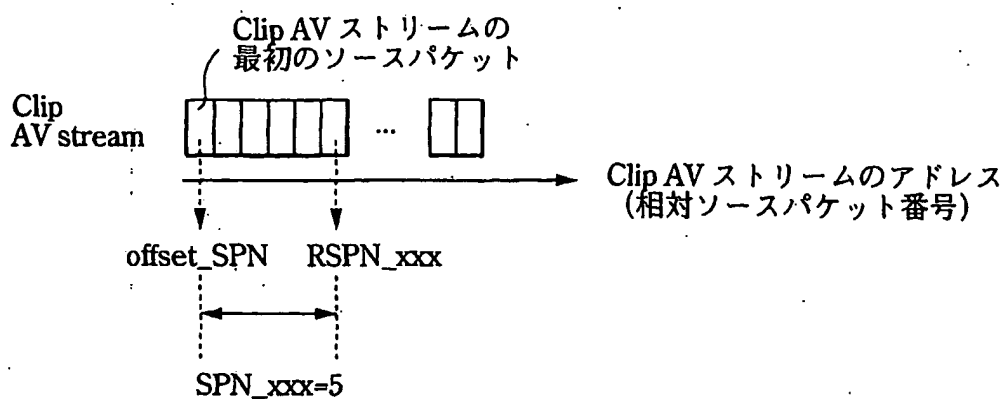 Clip AV ストリームの
最初のソースパケット
Clip
AV stream
...
Clip AV ストリームのアドレス
(相対ソースパケット番号)
offset_SPN RSPN_xxx
SPN_xxx=5